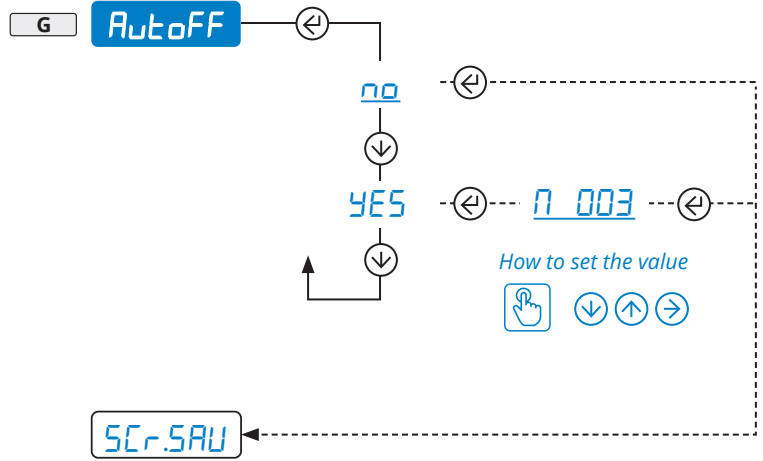 G AutoFF
no
YES П 003
How to set the value
SCr.SAU